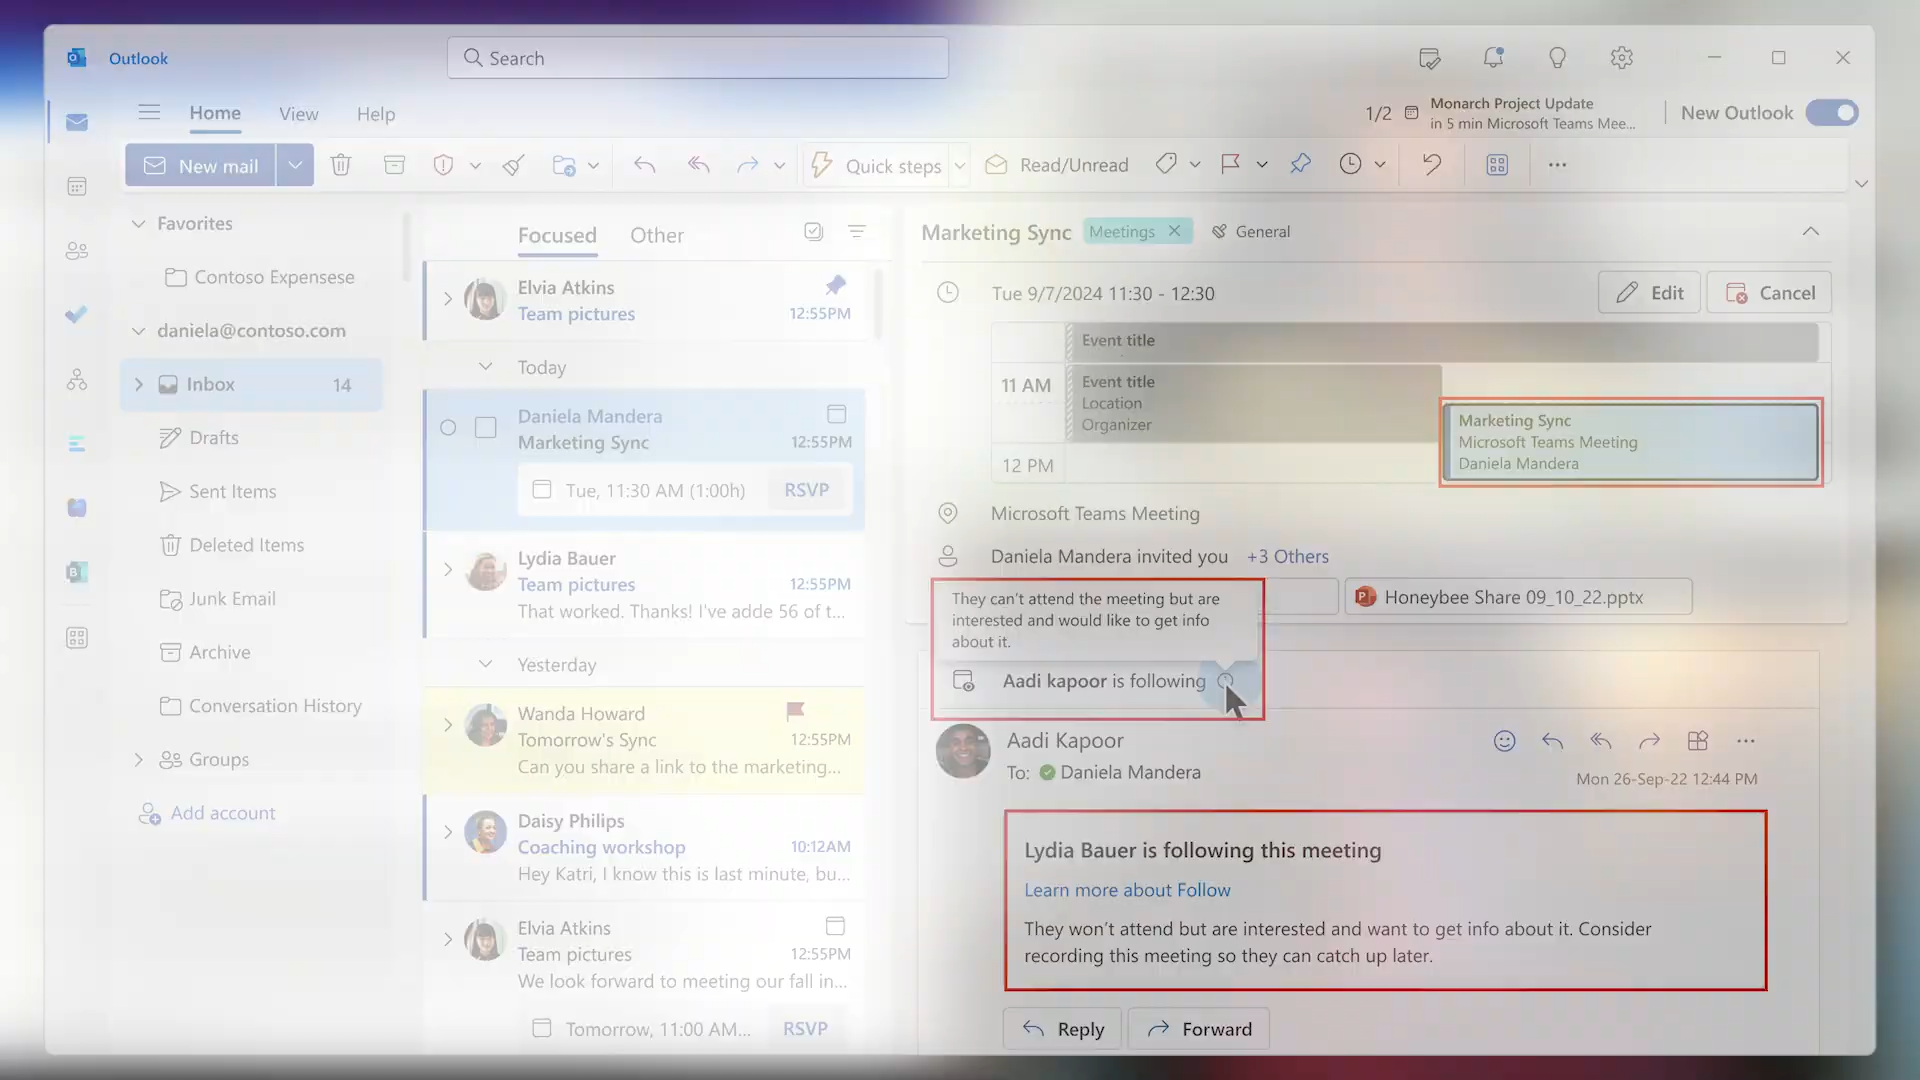 Outlook
Search
Home
View
Help
1/2
Monarch Project Update
in 5 min Microsoft Teams Mee...
New Outlook
New mail
Quick steps
Read/Unread
Favorites
Contoso Expensese
daniela@contoso.com
Inbox 14
Drafts
Sent Items
Deleted Items
Junk Email
Archive
Conversation History
Groups
Add account
Focused
Other
Elvia Atkins
Team pictures 12:55PM
Today
Daniela Mandera
Marketing Sync 12:55PM
Tue, 11:30 AM (1:00h) RSVP
Lydia Bauer
Team pictures 12:55PM
That worked. Thanks! I've adde 56 of t...
Yesterday
Wanda Howard
Tomorrow's Sync 12:55PM
Can you share a link to the marketing...
Daisy Philips
Coaching workshop 10:12AM
Hey Katri, I know this is last minute, bu...
Elvia Atkins
Team pictures 12:55PM
We look forward to meeting our fall in...
Tomorrow, 11:00 AM... RSVP
Marketing Sync
Meetings
General
Tue 9/7/2024 11:30 - 12:30
Edit
Cancel
Event title
11 AM
Event title
Location
Organizer
Marketing Sync
Microsoft Teams Meeting
Daniela Mandera
12 PM
Microsoft Teams Meeting
Daniela Mandera invited you +3 Others
Honeybee Share 09_10_22.pptx
They can't attend the meeting but are
interested and would like to get info
about it.
Aadi kapoor is following
Aadi Kapoor
To: Daniela Mandera
Mon 26-Sep-22 12:44 PM
Lydia Bauer is following this meeting
Learn more about Follow
They won't attend but are interested and want to get info about it. Consider
recording this meeting so they can catch up later.
Reply
Forward